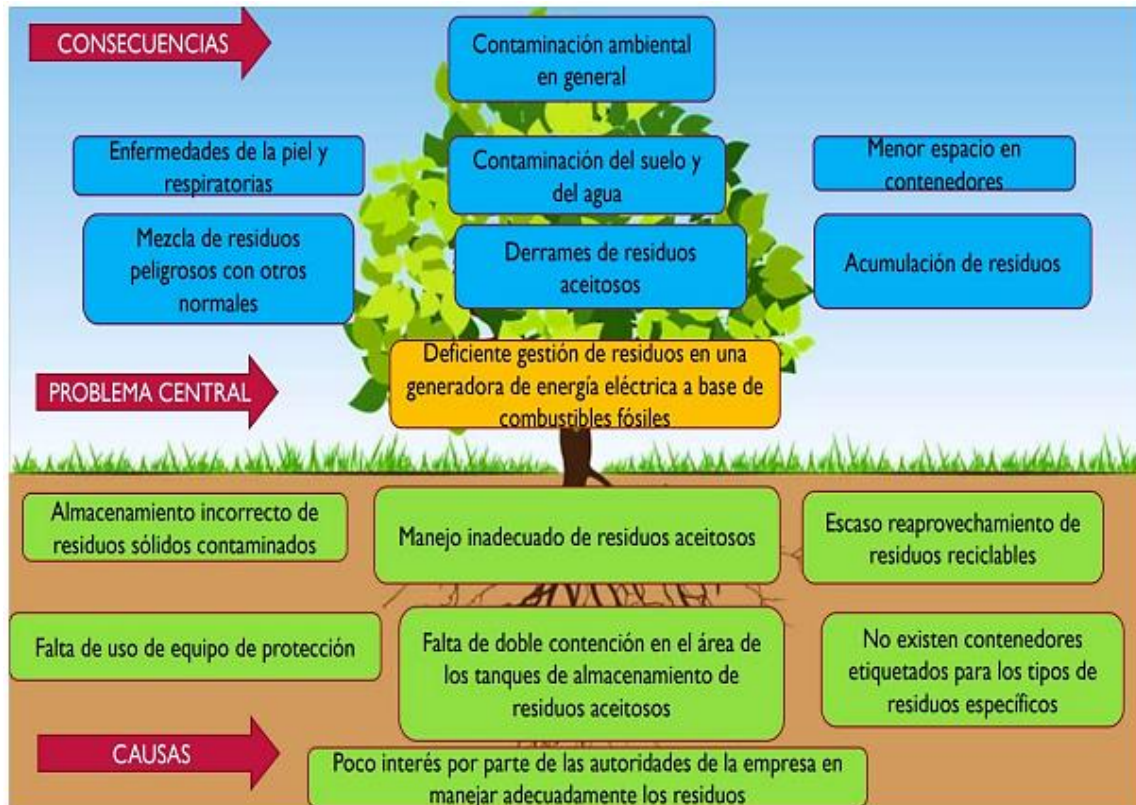 CONSECUENCIAS
Contaminación ambiental
en general
Enfermedades de la piel y
respiratorias
Contaminación del suelo y
del agua
Menor espacio en
contenedores
Mezcla de residuos
peligrosos con otros
normales
Derrames de residuos
aceitosos
Acumulación de residuos
PROBLEMA CENTRAL
Deficiente gestión de residuos en una
generadora de energía eléctrica a base de
combustibles fósiles
Almacenamiento incorrecto de
residuos sólidos contaminados
Manejo inadecuado de residuos aceitosos
Escaso reaprovechamiento de
residuos reciclables
Falta de uso de equipo de protección
Falta de doble contención en el área de
los tanques de almacenamiento de
residuos aceitosos
No existen contenedores
etiquetados para los tipos de
residuos específicos
CAUSAS
Poco interés por parte de las autoridades de la empresa en
manejar adecuadamente los residuos